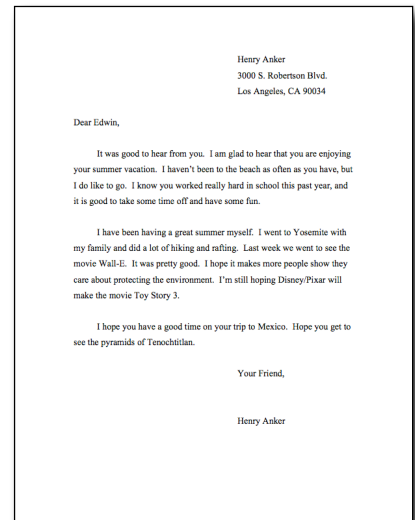 Henry Anker
3000 S. Robertson Blvd.
Los Angeles, CA 90034
Dear Edwin,
It was good to hear from you. I am glad to hear that you are enjoying
your summer vacation. I haven't been to the beach as often as you have, but
I do like to go. I know you worked really hard in school this past year, and
it is good to take some time off and have some fun.
I have been having a great summer myself. I went to Yosemite with
my family and did a lot of hiking and rafting. Last week we went to see the
movie Wall-E. It was pretty good. I hope it makes more people show they
care about protecting the environment. I'm still hoping Disney/Pixar will
make the movie Toy Story 3.
I hope you have a good time on your trip to Mexico. Hope you get to
see the pyramids of Tenochtitlan.
Your Friend,
Henry Anker